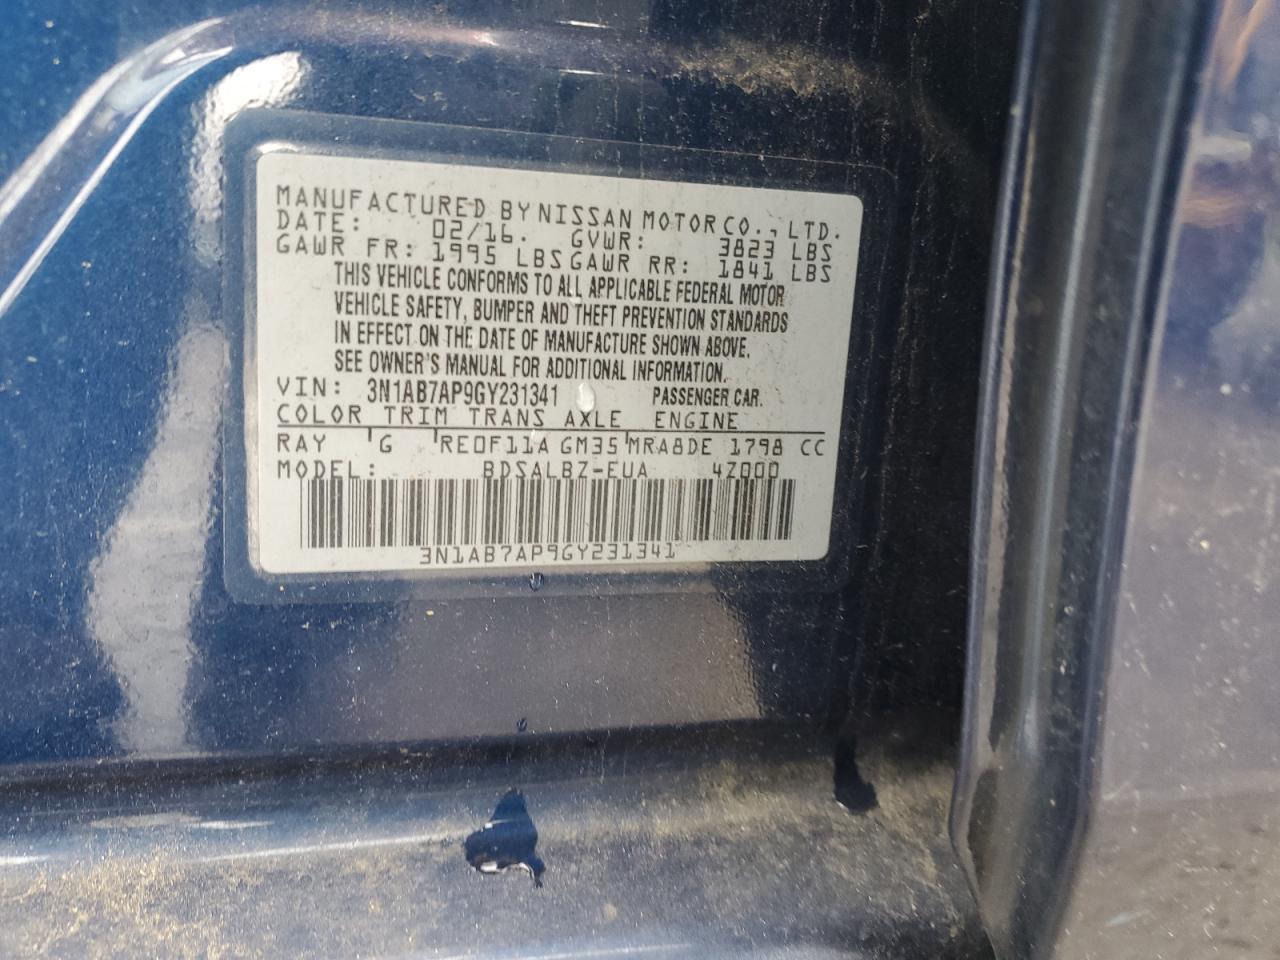 MANUFACTURED BY NISSAN MOTOR CO., LTD.
DATE: 02/16. GVWR: 3823 LBS
GAWR FR: 1995 LBS GAWR RR: 1841 LBS
THIS VEHICLE CONFORMS TO ALL APPLICABLE FEDERAL MOTOR
VEHICLE SAFETY, BUMPER AND THEFT PREVENTION STANDARDS
IN EFFECT ON THE DATE OF MANUFACTURE SHOWN ABOVE.
SEE OWNER'S MANUAL FOR ADDITIONAL INFORMATION.
VIN: 3N1AB7AP9GY231341 PASSENGER CAR.
COLOR TRIM TRANS AXLE ENGINE
RAY G RE0F11A GM35 MRA8DE 1798 CC
MODEL: BDSALBZ-EUA 4Z000
3N1AB7AP9GY231341